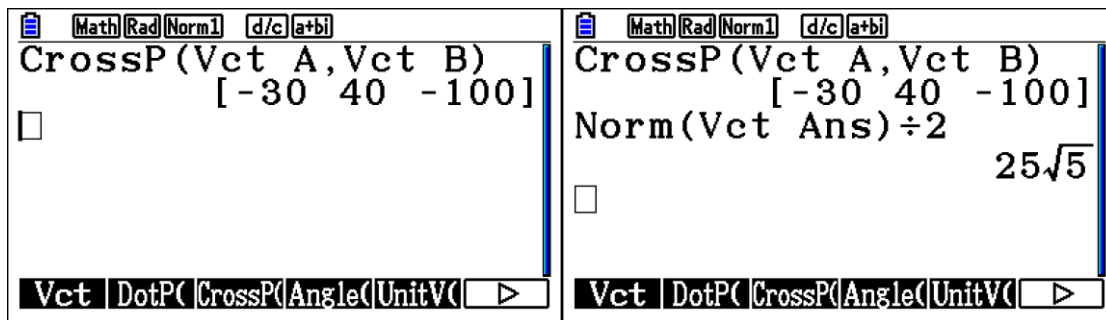 Math Rad Norm1 d/c a+bi
CrossP(Vct A,Vct B)
[-30 40 -100]
Vct DotP( CrossP( Angle( UnitV( ▷
Math Rad Norm1 d/c a+bi
CrossP(Vct A,Vct B)
[-30 40 -100]
Norm(Vct Ans)÷2
25√5
Vct DotP( CrossP( Angle( UnitV( ▷